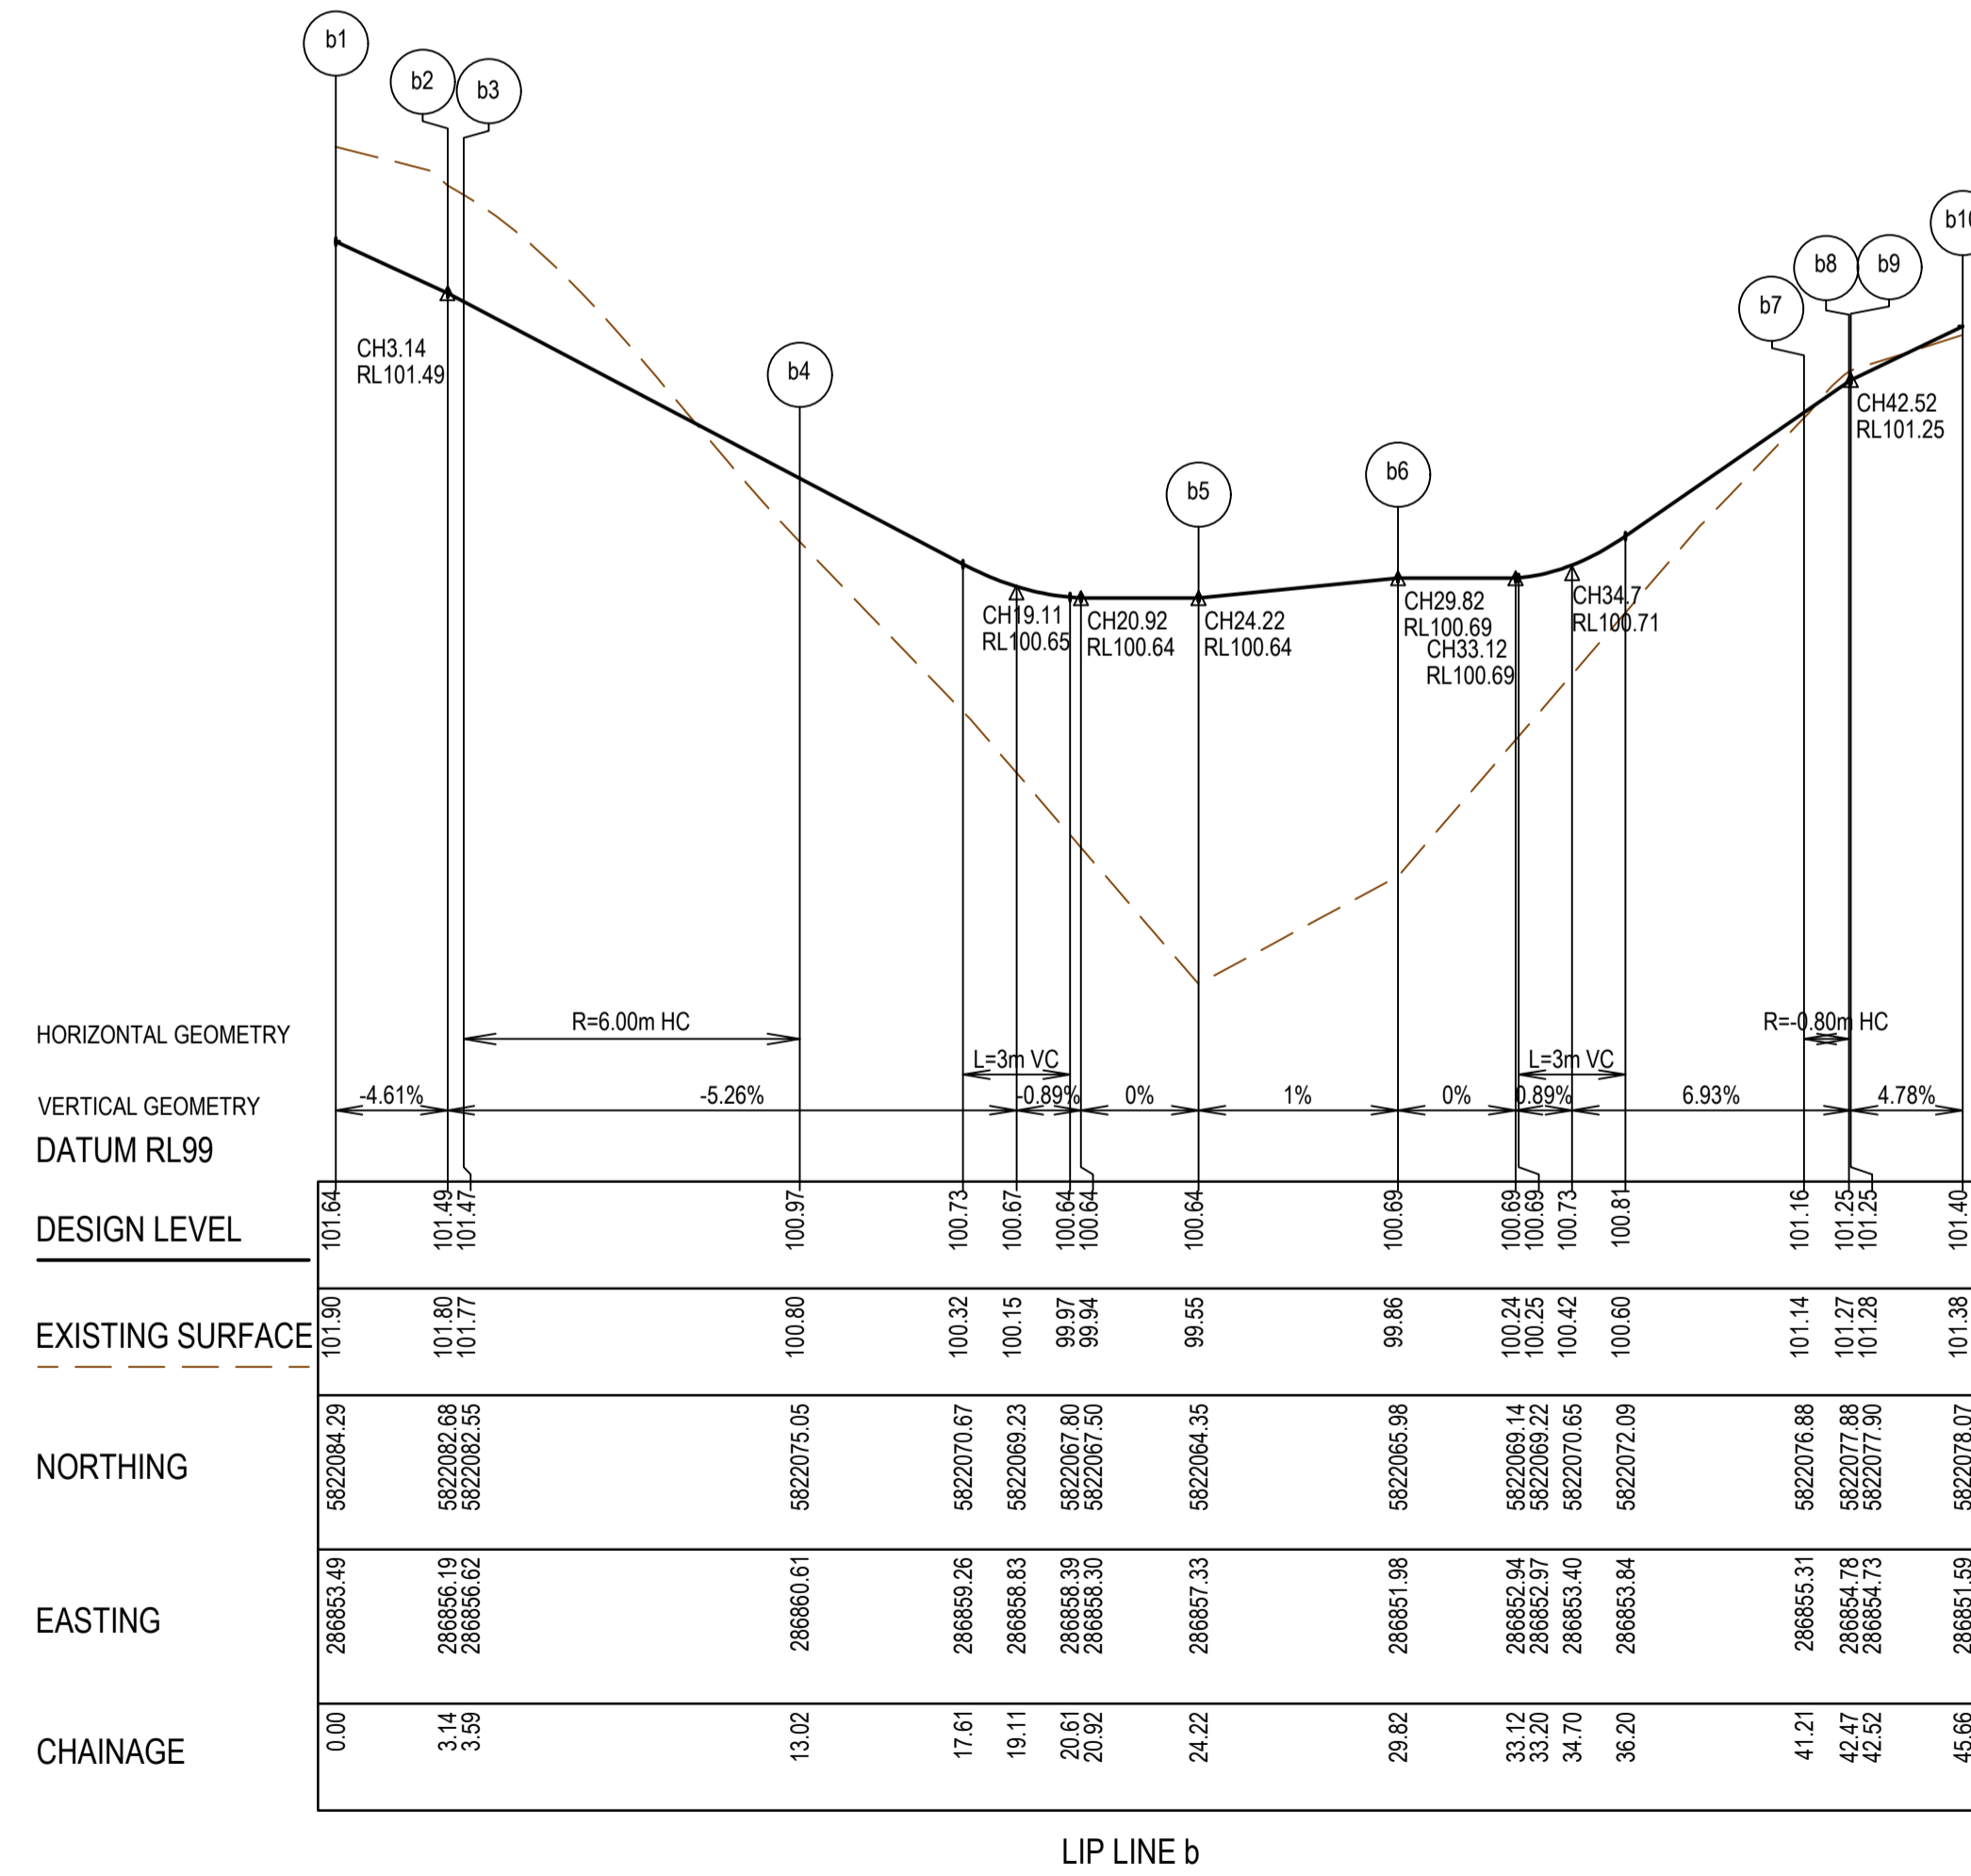 b1
b2
b3
b4
b5
b6
b7
b8
b9
CH3.14
RL101.49
CH19.11
RL100.65
CH20.92
RL100.64
CH24.22
RL100.64
CH29.82
RL100.69
CH33.12
RL100.69
CH34.7
RL100.71
CH42.52
RL101.25
HORIZONTAL GEOMETRY
R=6.00m HC
R=-0.80m HC
L=3m VC
L=3m VC
VERTICAL GEOMETRY
-4.61% -5.26% -0.89% 0% 1% 0% 0.89% 6.93% 4.78%
DATUM RL99
DESIGN LEVEL
101.64 101.49 101.47 100.97 100.73 100.67 100.64 100.64 100.64 100.69 100.69 100.69 100.73 100.81 101.16 101.25 101.25 101.40
EXISTING SURFACE
101.90 101.80 101.77 100.80 100.32 100.15 99.97 99.94 99.55 99.86 100.24 100.25 100.42 100.60 101.14 101.27 101.28 101.38
NORTHING
5822084.29 5822082.68 5822082.55 5822075.05 5822070.67 5822069.23 5822067.80 5822067.50 5822064.35 5822065.98 5822069.14 5822069.22 5822070.65 5822072.09 5822076.88 5822077.88 5822077.90 5822078.07
EASTING
286853.49 286856.19 286856.62 286860.61 286859.26 286858.83 286858.39 286858.30 286857.33 286851.98 286852.94 286852.97 286853.40 286853.84 286855.31 286854.78 286854.73 286851.59
CHAINAGE
0.00 3.14 3.59 13.02 17.61 19.11 20.61 20.92 24.22 29.82 33.12 33.20 34.70 36.20 41.21 42.47 42.52 45.66
LIP LINE b